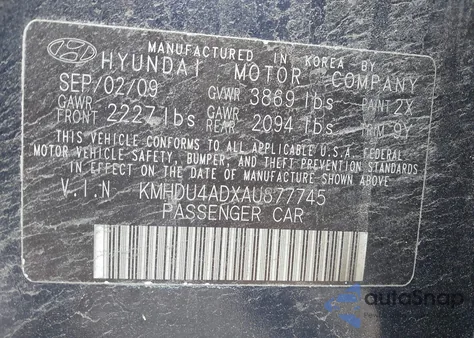 MANUFACTURED IN KOREA BY
HYUNDAI MOTOR COMPANY
SEP/02/09 GVWR 3869 lbs PAINT 2X
GAWR FRONT 2227 lbs GAWR REAR 2094 lbs TRIM 9Y
THIS VEHICLE CONFORMS TO ALL APPLICABLE U.S.A. FEDERAL
MOTOR VEHICLE SAFETY, BUMPER, AND THEFT PREVENTION STANDARDS
IN EFFECT ON THE DATE OF MANUFACTURE SHOWN ABOVE.
V.I.N KMHDU4ADXAU877745
PASSENGER CAR
autoSnap